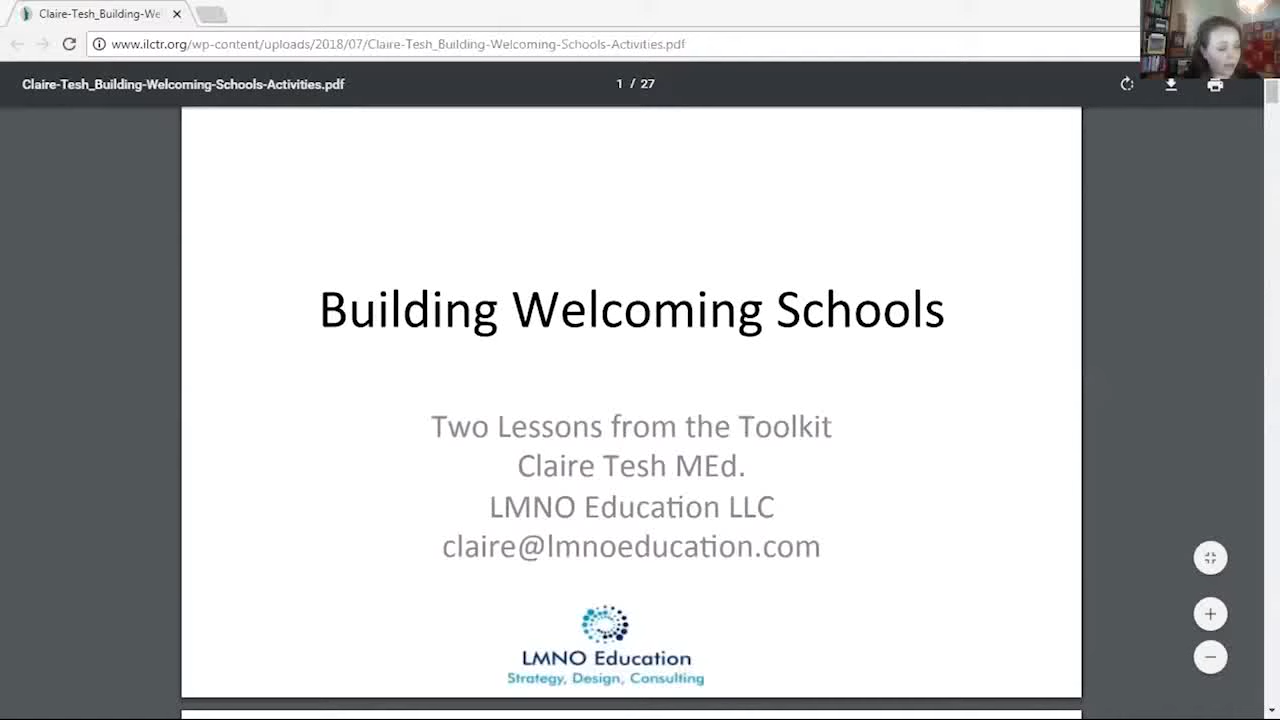 Claire-Tesh_Building-Wel
www.ilctr.org/wp-content/uploads/2018/07/Claire-Tesh_Building-Welcoming-Schools-Activities.pdf
Claire-Tesh_Building-Welcoming-Schools-Activities.pdf
1 / 27
Building Welcoming Schools
Two Lessons from the Toolkit
Claire Tesh MEd.
LMNO Education LLC
claire@lmnoeducation.com
LMNO Education
Strategy, Design, Consulting